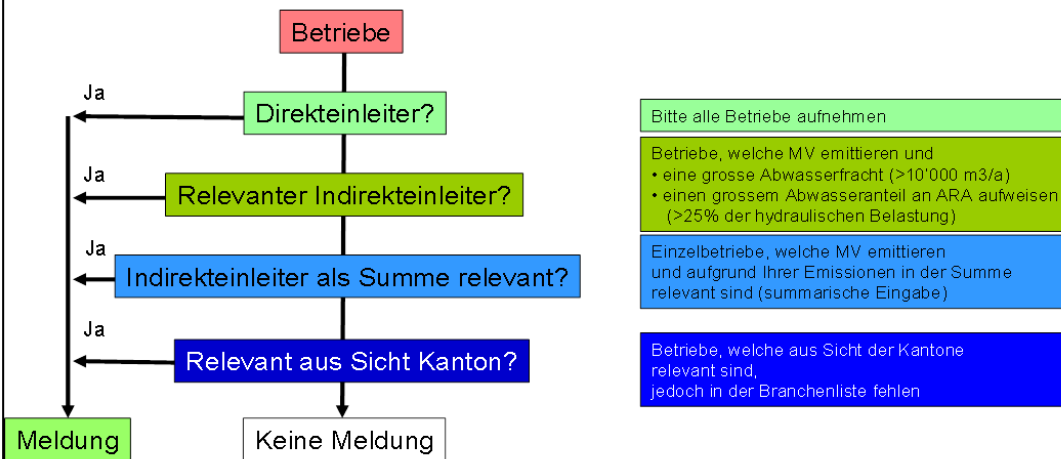 Betriebe
Ja
Direkteinleiter?
Bitte alle Betriebe aufnehmen
Ja
Relevanter Indirekteinleiter?
Betriebe, welche MV emittieren und
• eine grosse Abwasserfracht (>10'000 m3/a)
• einen grossem Abwasseranteil an ARA aufweisen
(>25% der hydraulischen Belastung)
Ja
Indirekteinleiter als Summe relevant?
Einzelbetriebe, welche MV emittieren
und aufgrund Ihrer Emissionen in der Summe
relevant sind (summarische Eingabe)
Ja
Relevant aus Sicht Kanton?
Betriebe, welche aus Sicht der Kantone
relevant sind,
jedoch in der Branchenliste fehlen
Meldung
Keine Meldung